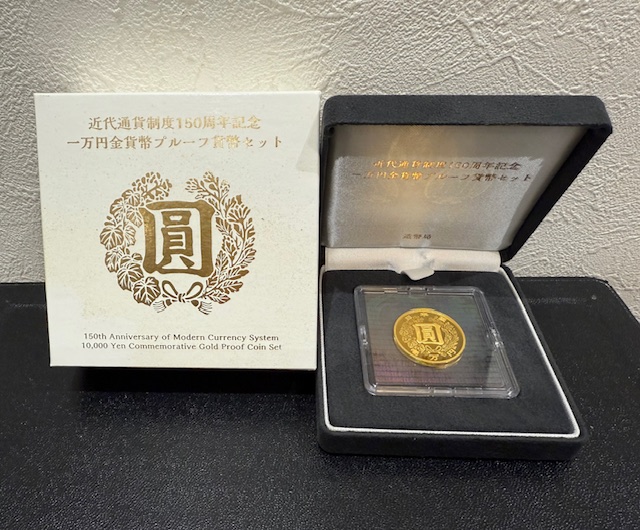 近代通貨制度150周年記念
一万円金貨幣プルーフ貨幣セット
圓
150th Anniversary of Modern Currency System
10,000 Yen Commemorative Gold Proof Coin Set
近代通貨制度150周年記念
一万円金貨幣プルーフ貨幣セット
造幣局
圓